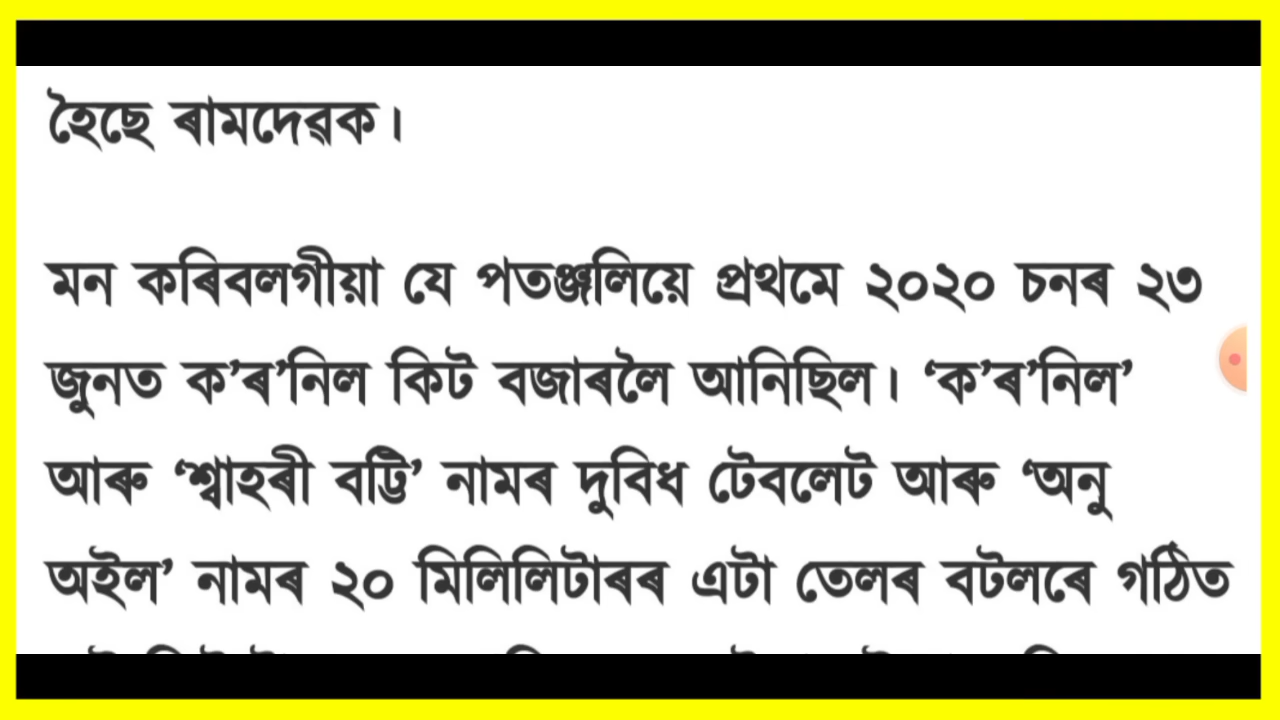 হৈছে ৰামদেৱক।
মন কৰিবলগীয়া যে পতঞ্জলিয়ে প্ৰথমে ২০২০ চনৰ ২৩
জুনত ক’ৰ’নিল কিট বজাৰলৈ আনিছিল। ‘ক’ৰ’নিল’
আৰু ‘শ্বাহৰী বট্টি’ নামৰ দুবিধ টেবলেট আৰু ‘অনু
অইল’ নামৰ ২০ মিলিলিটাৰৰ এটা তেলৰ বটলৰে গঠিত